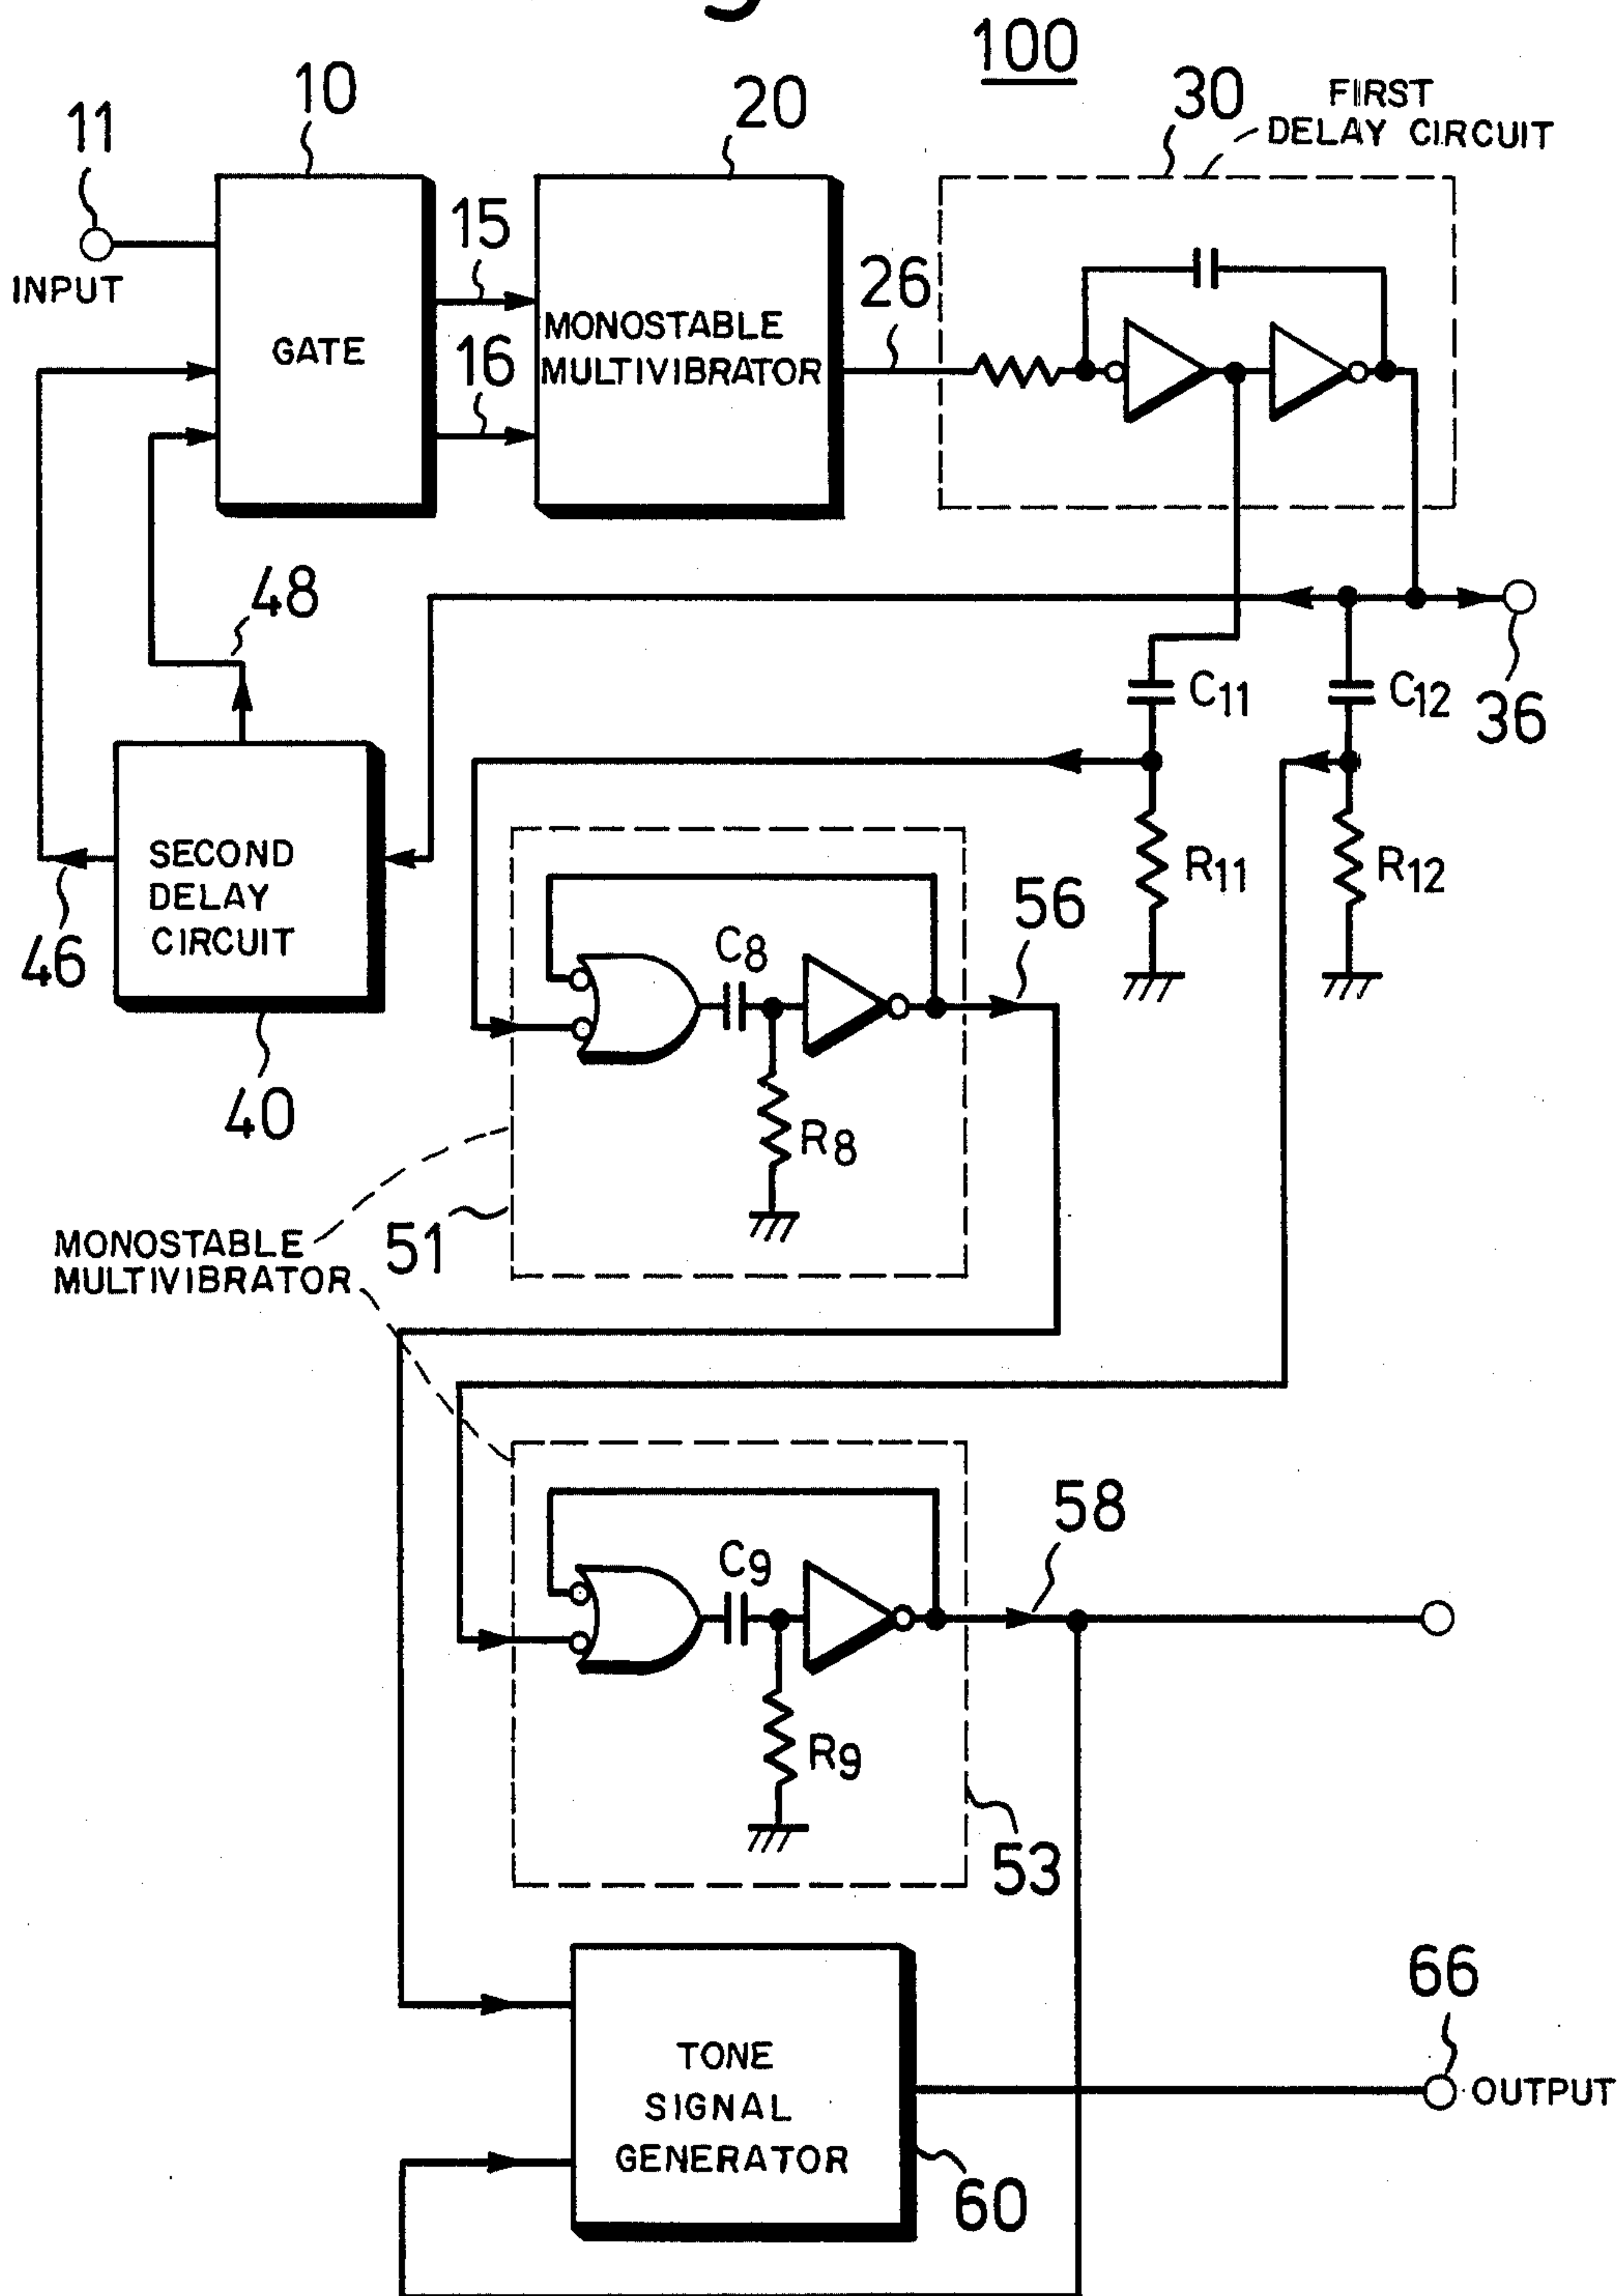 100
11
10
20
30
FIRST
DELAY CIRCUIT
INPUT
15
16
26
GATE
MONOSTABLE
MULTIVIBRATOR
48
36
C11
C12
R11
R12
SECOND
DELAY
CIRCUIT
46
40
C8
R8
56
MONOSTABLE
MULTIVIBRATOR
51
C9
R9
58
53
TONE
SIGNAL
GENERATOR
60
66
OUTPUT